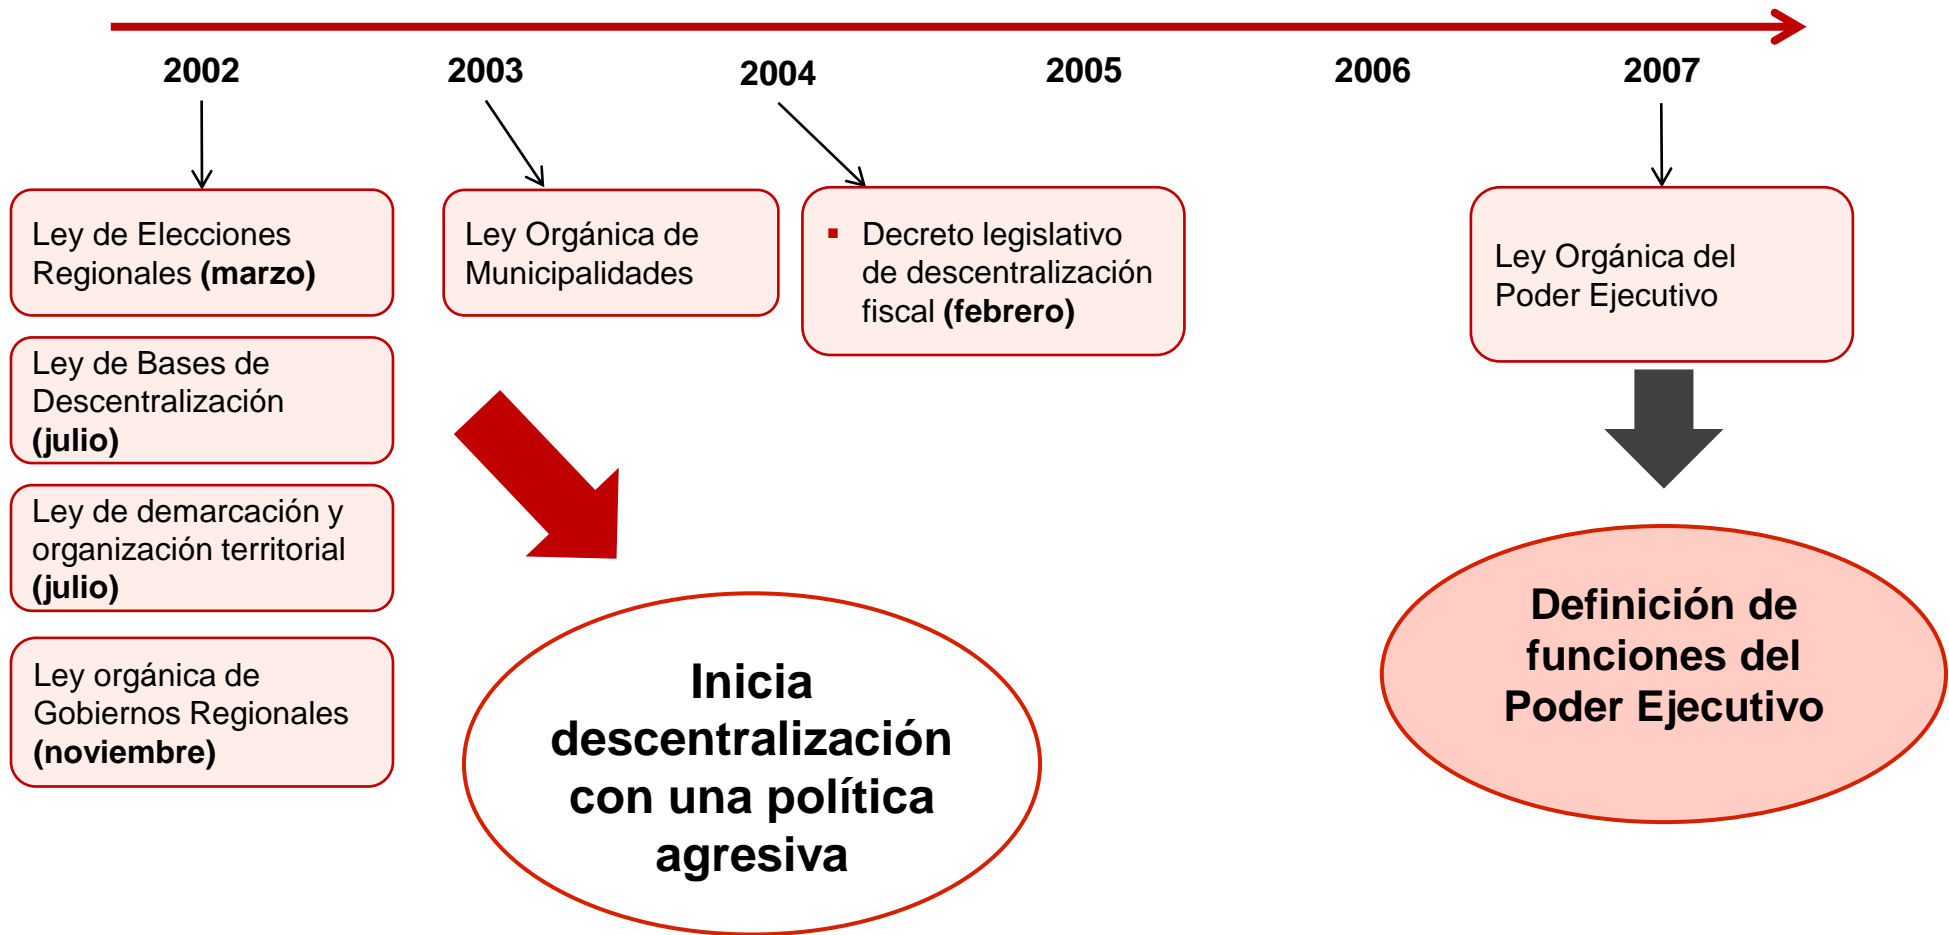 2002
2003
2004
2005
2006
2007
Ley de Elecciones
Regionales (marzo)
Ley de Bases de
Descentralización
(julio)
Ley de demarcación y
organización territorial
(julio)
Ley orgánica de
Gobiernos Regionales
(noviembre)
Ley Orgánica de
Municipalidades
▪ Decreto legislativo
de descentralización
fiscal (febrero)
Ley Orgánica del
Poder Ejecutivo
Inicia
descentralización
con una política
agresiva
Definición de
funciones del
Poder Ejecutivo